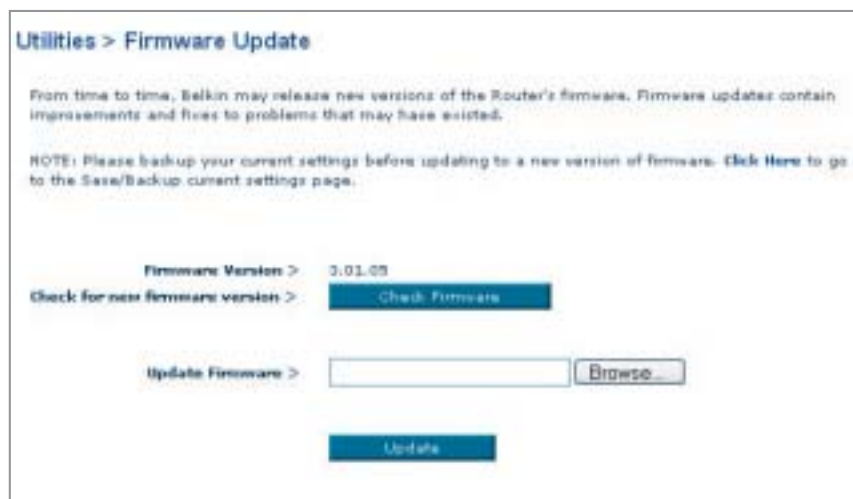 Utilities > Firmware Update
From time to time, Belkin may release new versions of the Router's firmware. Firmware updates contain
improvements and fixes to problems that may have existed.
NOTE: Please backup your current settings before updating to a new version of firmware. Click Here to go
to the Save/Backup current settings page.
Firmware Version > 3.01.05
Check for new firmware version > Check Firmware
Update Firmware > Browse...
Update